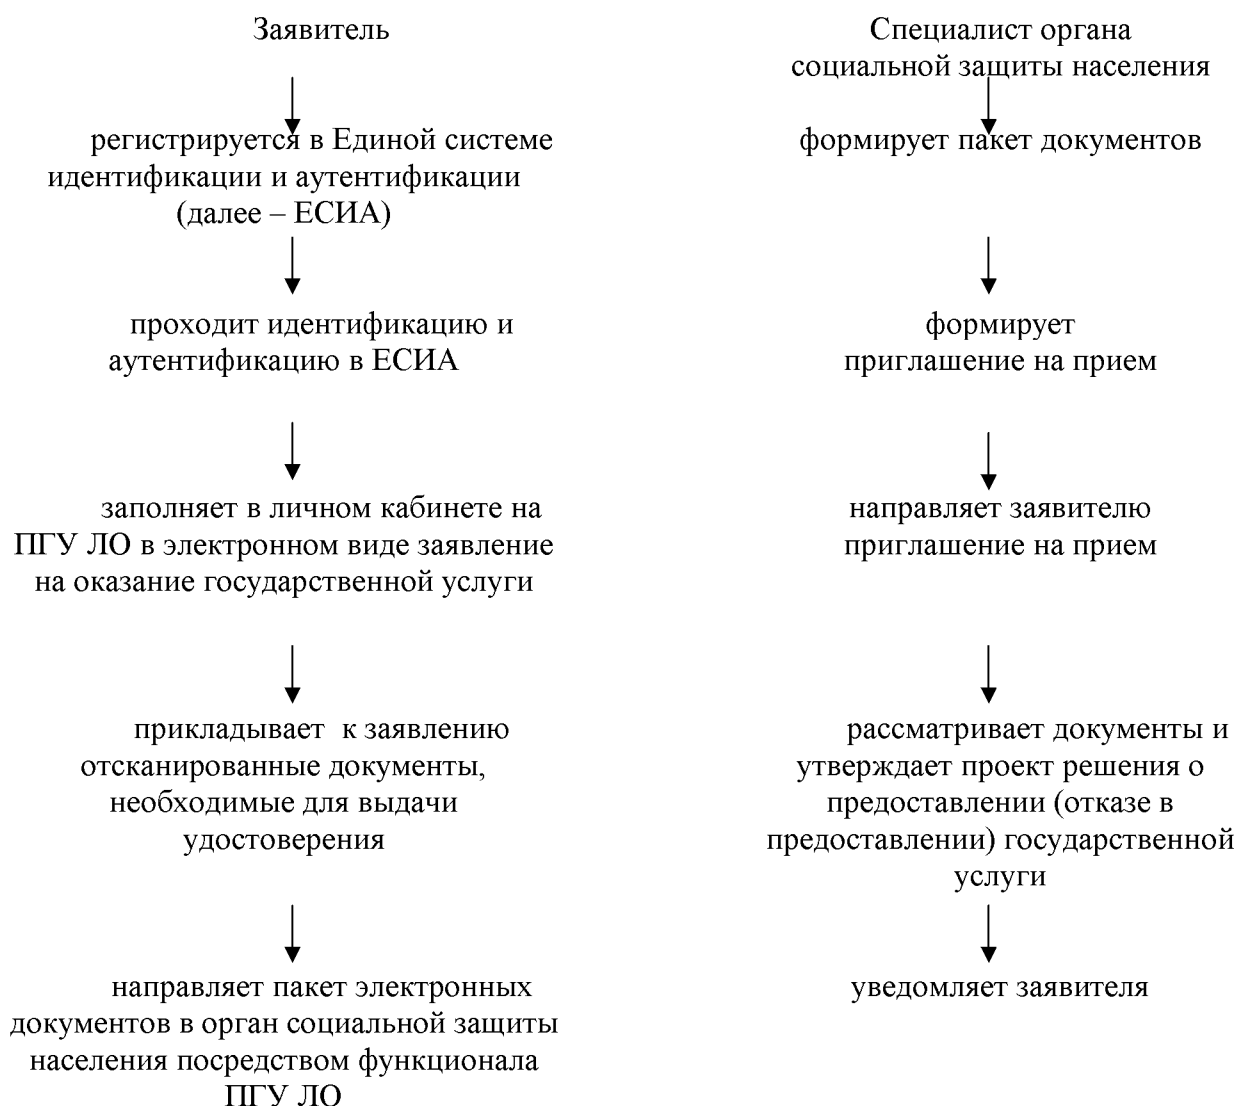 Заявитель
регистрируется в Единой системе
идентификации и аутентификации
(далее – ЕСИА)
проходит идентификацию и
аутентификацию в ЕСИА
заполняет в личном кабинете на
ПГУ ЛО в электронном виде заявление
на оказание государственной услуги
прикладывает к заявлению
отсканированные документы,
необходимые для выдачи
удостоверения
направляет пакет электронных
документов в орган социальной защиты
населения посредством функционала
ПГУ ЛО
Специалист органа
социальной защиты населения
формирует пакет документов
формирует
приглашение на прием
направляет заявителю
приглашение на прием
рассматривает документы и
утверждает проект решения о
предоставлении (отказе в
предоставлении) государственной
услуги
уведомляет заявителя